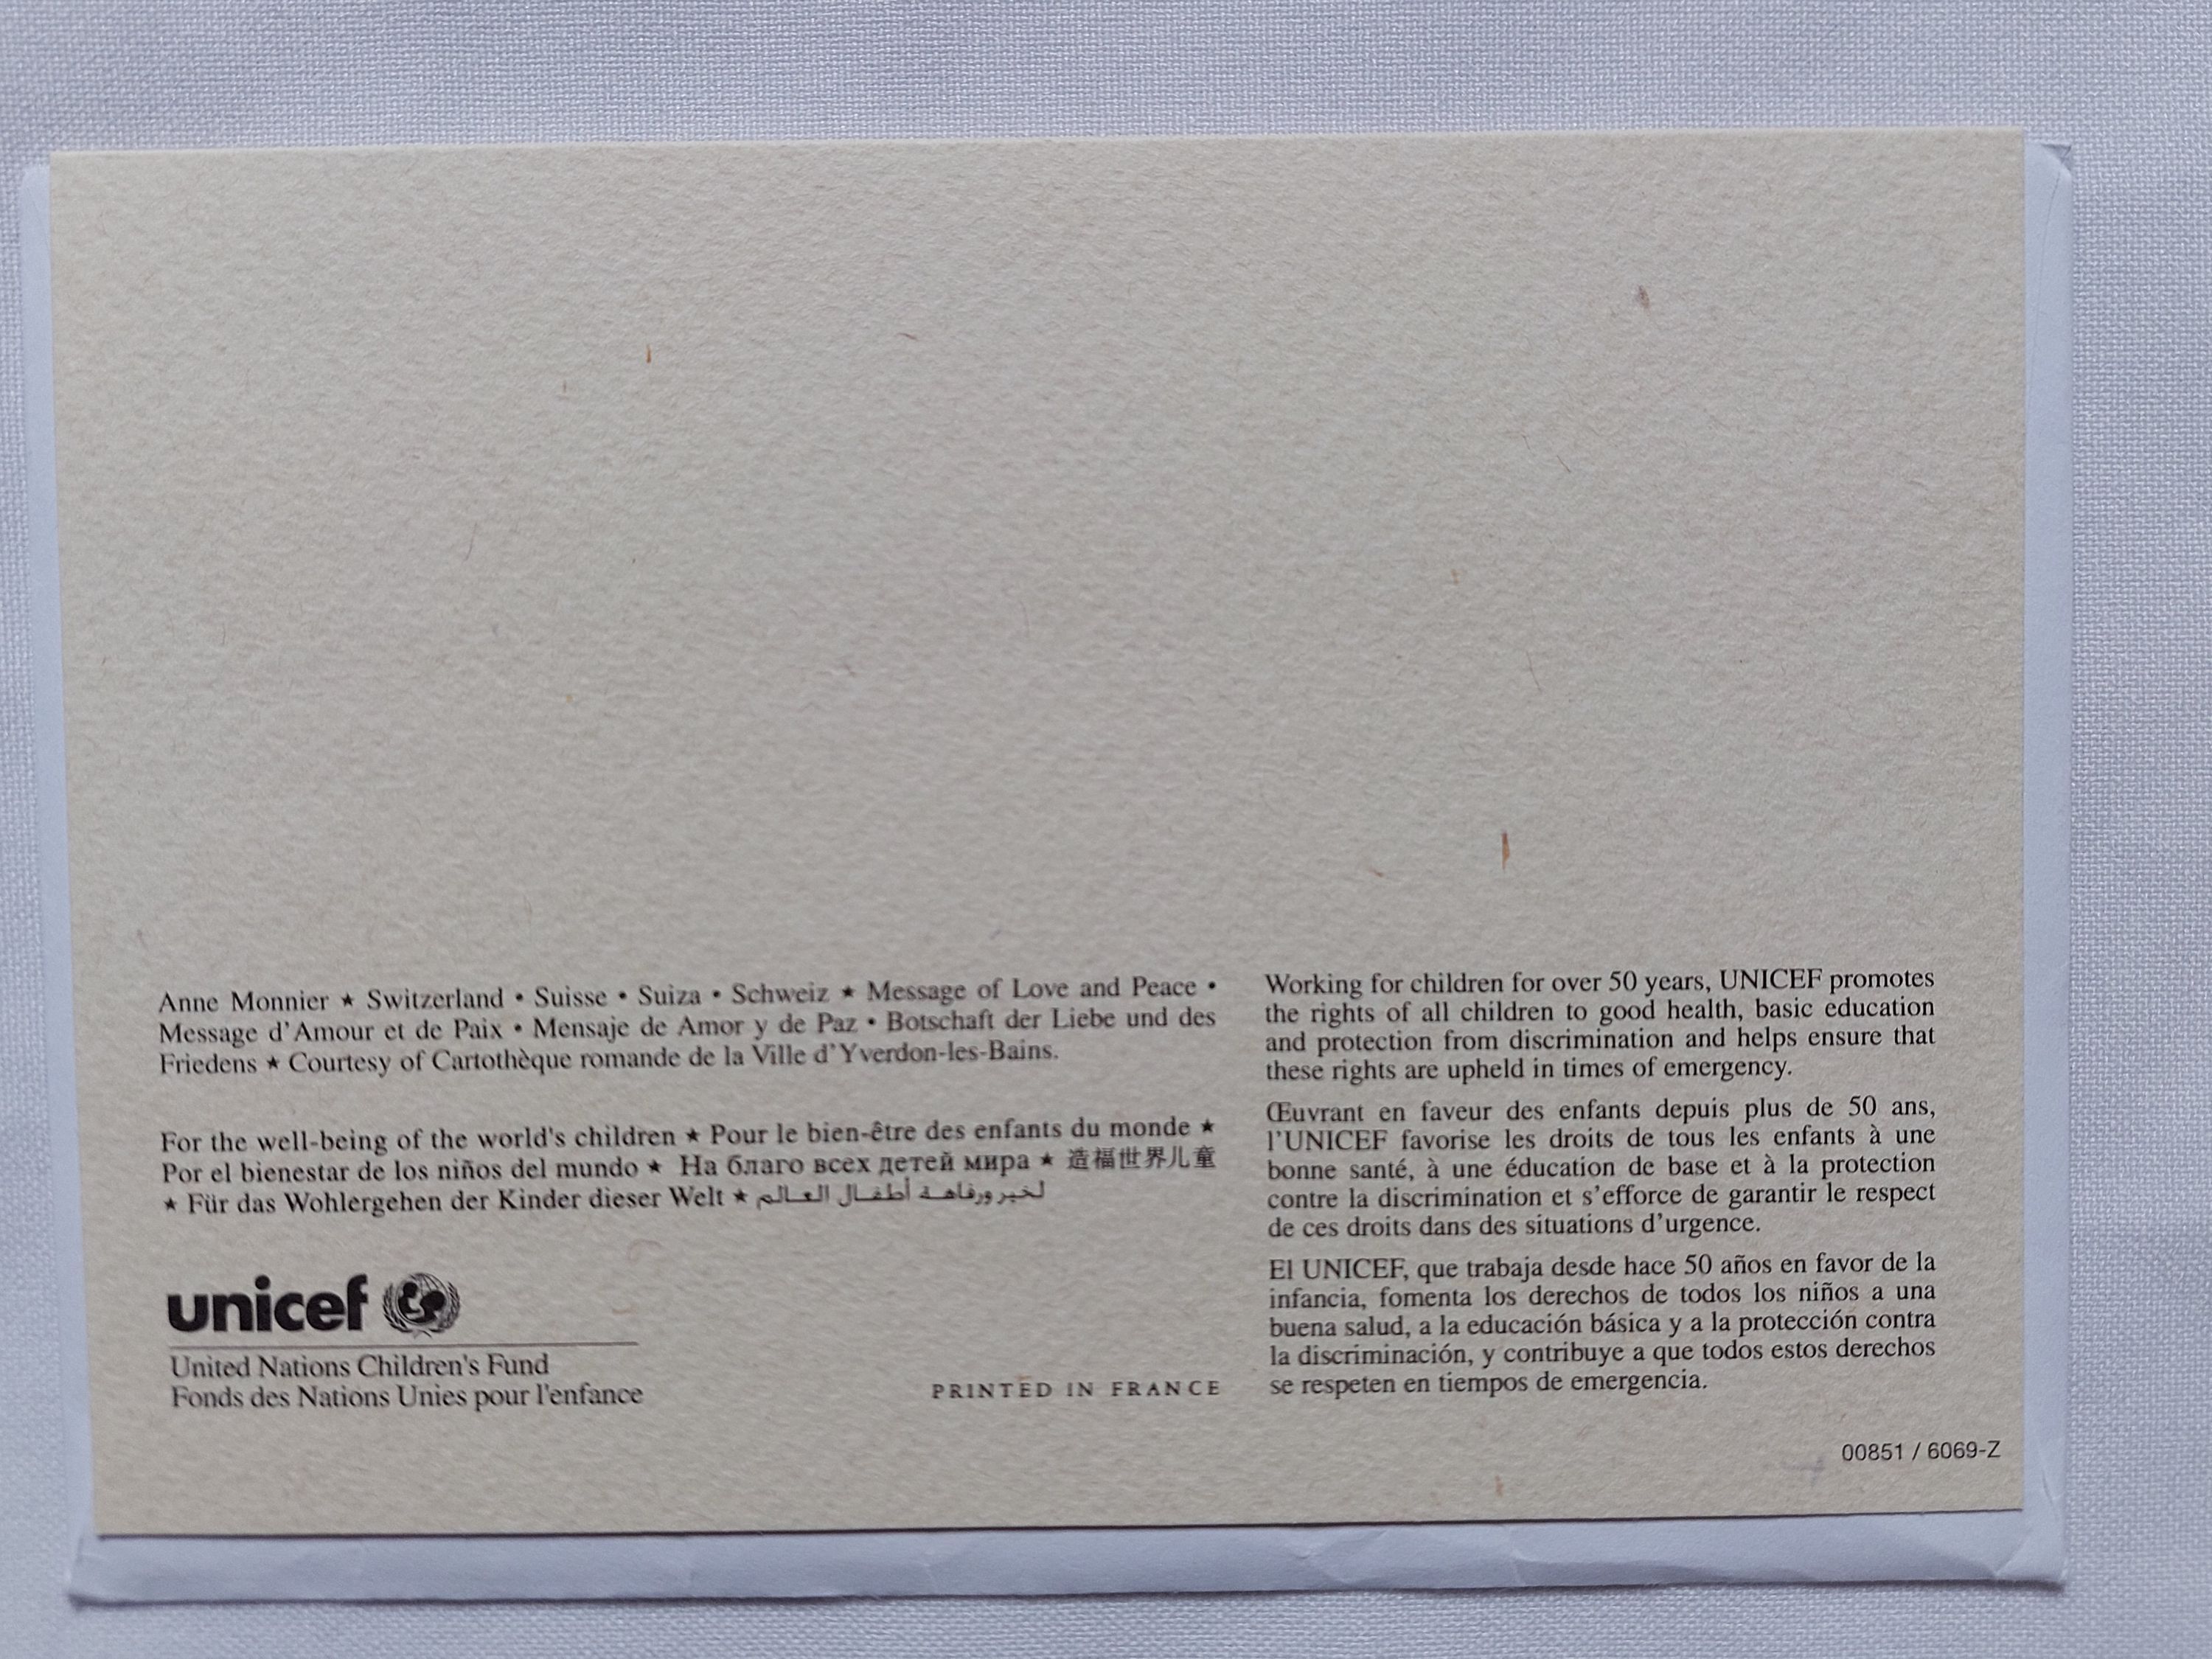 Anne Monnier ★ Switzerland • Suisse • Suiza • Schweiz ★ Message of Love and Peace •
Message d'Amour et de Paix • Mensaje de Amor y de Paz • Botschaft der Liebe und des
Friedens ★ Courtesy of Cartothèque romande de la Ville d'Yverdon-les-Bains.
For the well-being of the world's children ★ Pour le bien-être des enfants du monde ★
Por el bienestar de los niños del mundo ★ На благо всех детей мира ★ 造福世界儿童
★ Für das Wohlergehen der Kinder dieser Welt ★ لخير ورفاهة أطفال العالم
unicef
United Nations Children's Fund
Fonds des Nations Unies pour l'enfance
PRINTED IN FRANCE
Working for children for over 50 years, UNICEF promotes
the rights of all children to good health, basic education
and protection from discrimination and helps ensure that
these rights are upheld in times of emergency.
Œuvrant en faveur des enfants depuis plus de 50 ans,
l'UNICEF favorise les droits de tous les enfants à une
bonne santé, à une éducation de base et à la protection
contre la discrimination et s'efforce de garantir le respect
de ces droits dans des situations d'urgence.
El UNICEF, que trabaja desde hace 50 años en favor de la
infancia, fomenta los derechos de todos los niños a una
buena salud, a la educación básica y a la protección contra
la discriminación, y contribuye a que todos estos derechos
se respeten en tiempos de emergencia.
00851 / 6069-Z